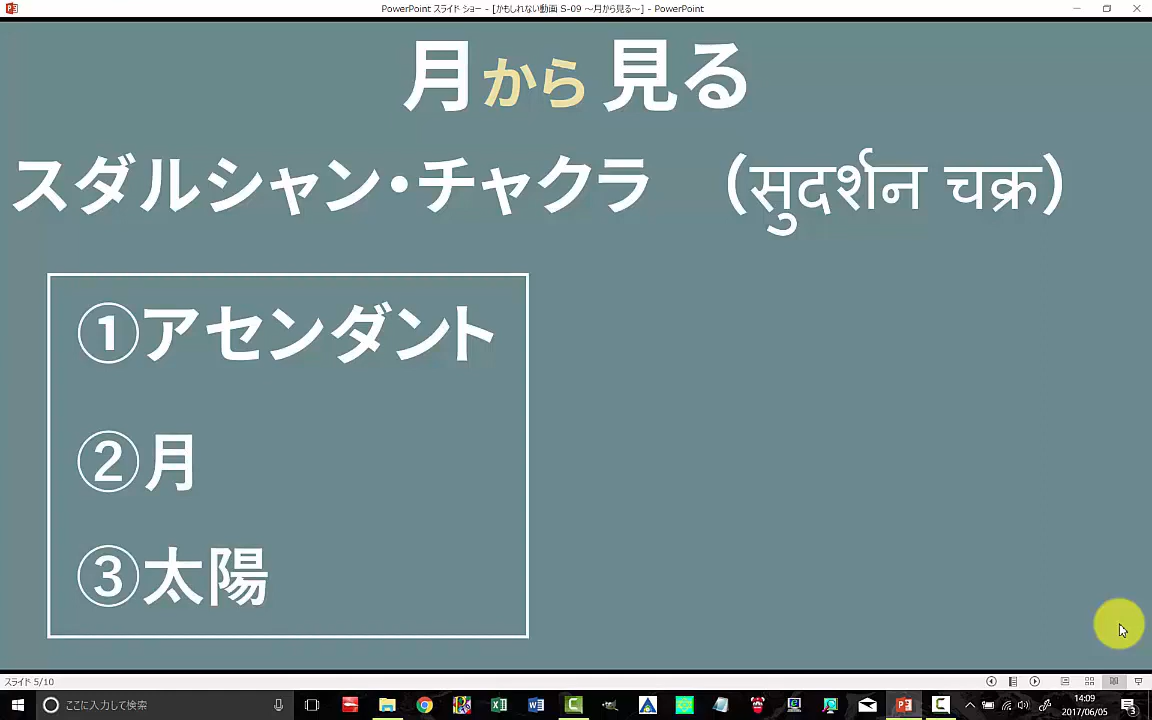 PowerPoint スライド ショー - [かもしれない動画 S-09 ～月から見る～] - PowerPoint
月から見る
スダルシャン・チャクラ (सुदर्शन चक्र)
①アセンダント
②月
③太陽
スライド 5/10
ここに入力して検索
14:09
2017/06/05
3